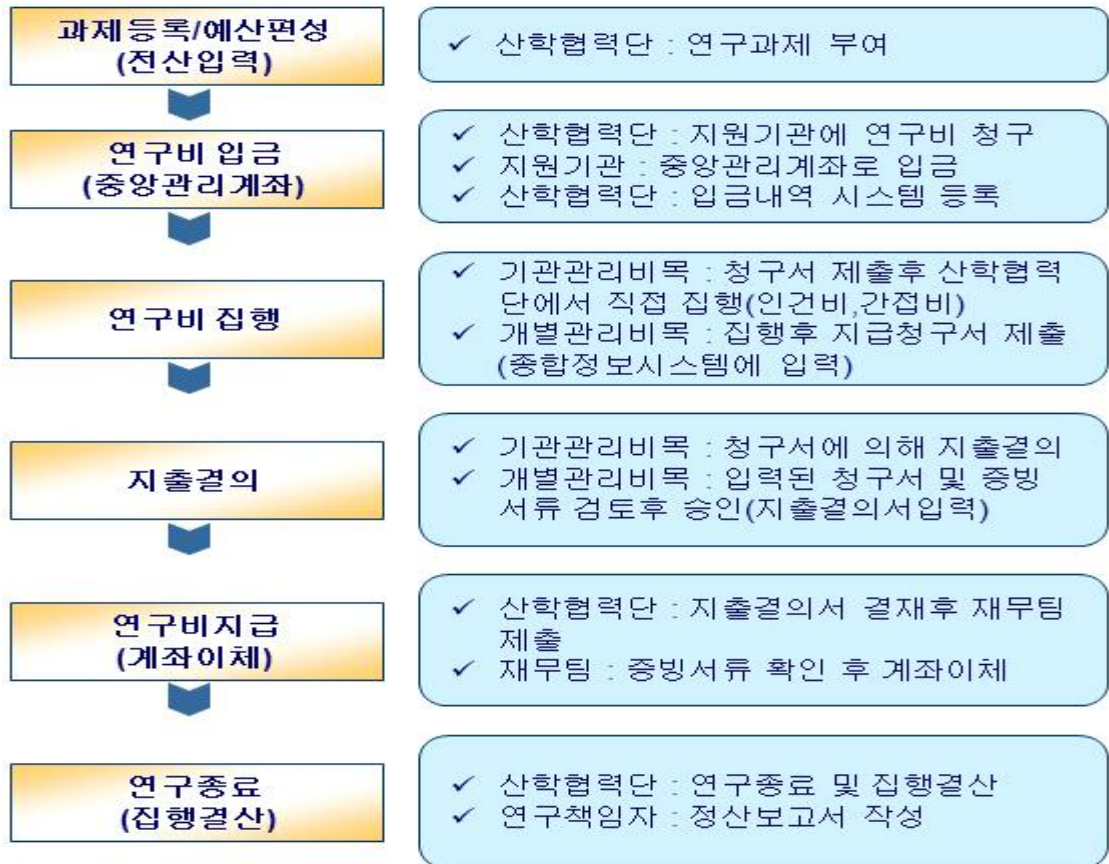 과제등록/예산편성
(전산입력)
✓ 산학협력단 : 연구과제 부여
연구비 입금
(중앙관리계좌)
✓ 산학협력단 : 지원기관에 연구비 청구
✓ 지원기관 : 중앙관리계좌로 입금
✓ 산학협력단 : 입금내역 시스템 등록
연구비 집행
✓ 기관관리비목 : 청구서 제출후 산학협력
단에서 직접 집행(인건비,간접비)
✓ 개별관리비목 : 집행후 지급청구서 제출
(종합정보시스템에 입력)
지출결의
✓ 기관관리비목 : 청구서에 의해 지출결의
✓ 개별관리비목 : 입력된 청구서 및 증빙
서류 검토후 승인(지출결의서입력)
연구비지급
(계좌이체)
✓ 산학협력단 : 지출결의서 결재후 재무팀
제출
✓ 재무팀 : 증빙서류 확인 후 계좌이체
연구종료
(집행결산)
✓ 산학협력단 : 연구종료 및 집행결산
✓ 연구책임자 : 정산보고서 작성